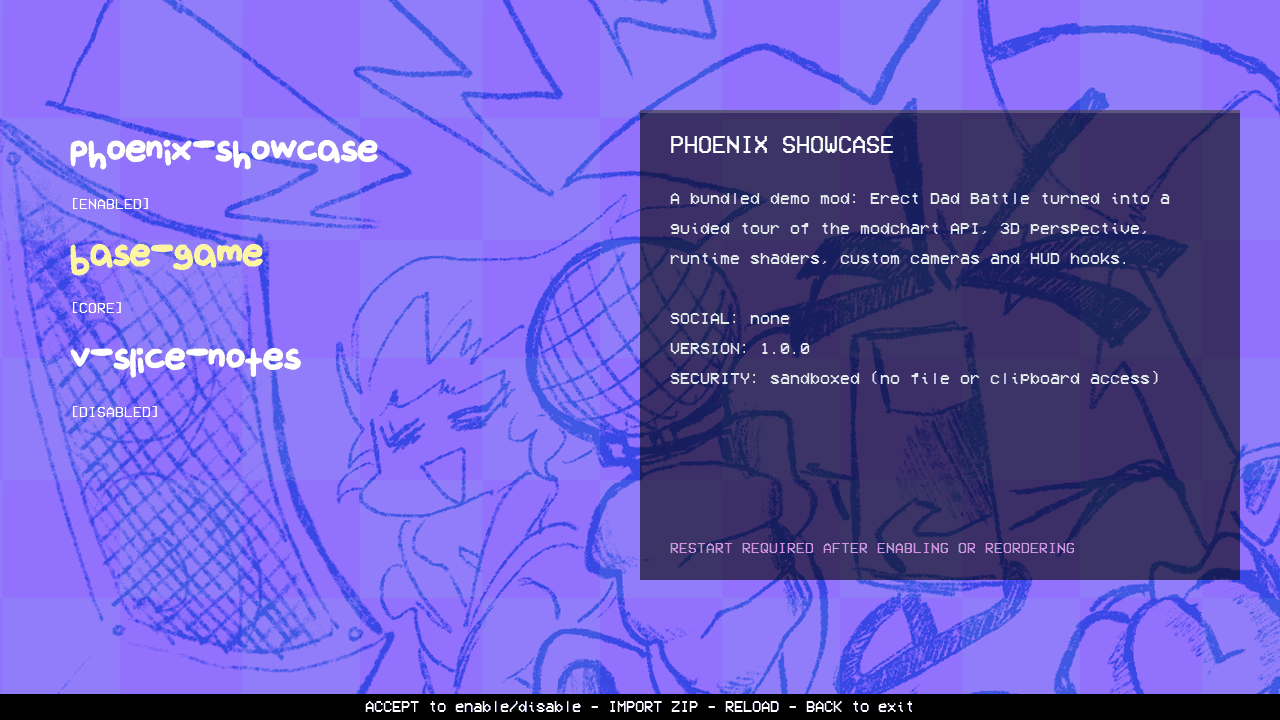 phoenix-showcase
[ENABLED]
base-game
[CORE]
v-slice-notes
[DISABLED]
PHOENIX SHOWCASE
A bundled demo mod: Erect Dad Battle turned into a
guided tour of the modchart API, 3D perspective,
runtime shaders, custom cameras and HUD hooks.
SOCIAL: none
VERSION: 1.0.0
SECURITY: sandboxed (no file or clipboard access)
RESTART REQUIRED AFTER ENABLING OR REORDERING
ACCEPT to enable/disable - IMPORT ZIP - RELOAD - BACK to exit